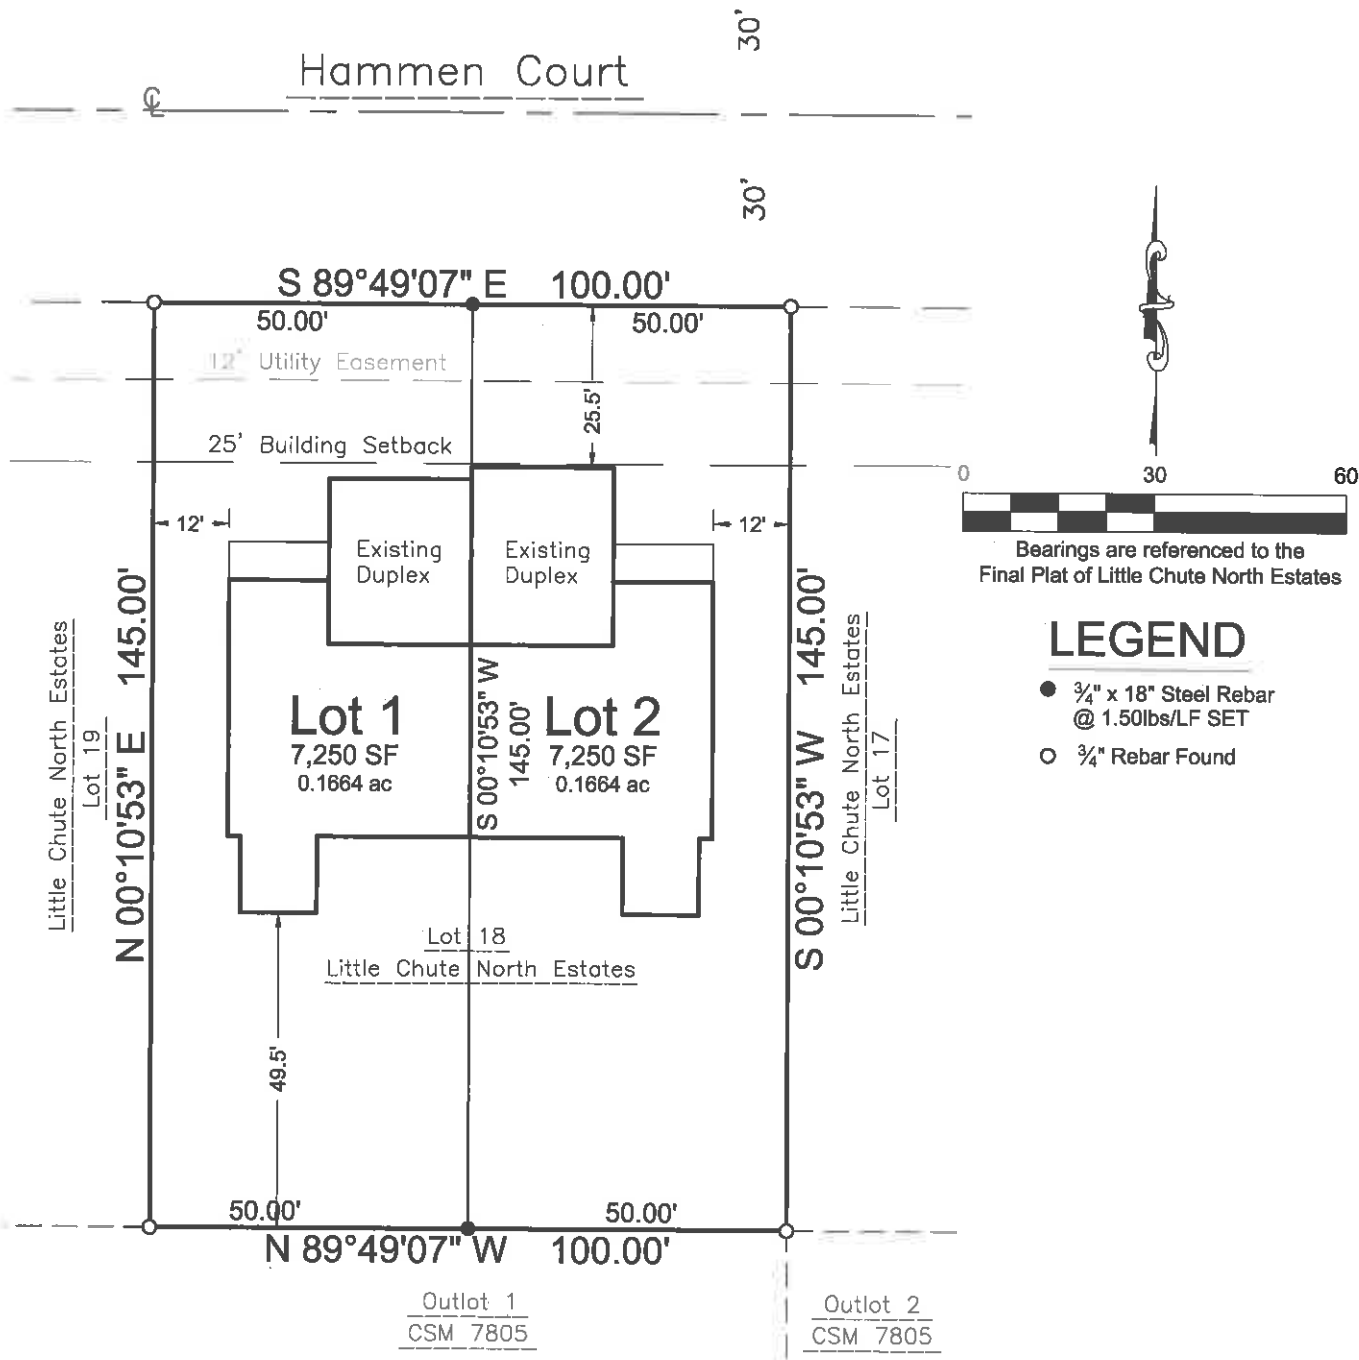 30'
Hammen Court
℄
30'
S 89°49'07" E 100.00'
50.00'
50.00'
12' Utility Easement
25.5'
25' Building Setback
0 30 60
12'
12'
Existing
Duplex
Existing
Duplex
Bearings are referenced to the
Final Plat of Little Chute North Estates
LEGEND
¾" x 18" Steel Rebar
@ 1.50lbs/LF SET
¾" Rebar Found
Little Chute North Estates
Lot 19
N 00°10'53" E 145.00'
Lot 1
7,250 SF
0.1664 ac
S 00°10'53" W
145.00'
Lot 2
7,250 SF
0.1664 ac
S 00°10'53" W 145.00'
Little Chute North Estates
Lot 17
Lot 18
Little Chute North Estates
49.5'
50.00'
50.00'
N 89°49'07" W 100.00'
Outlot 1
CSM 7805
Outlot 2
CSM 7805